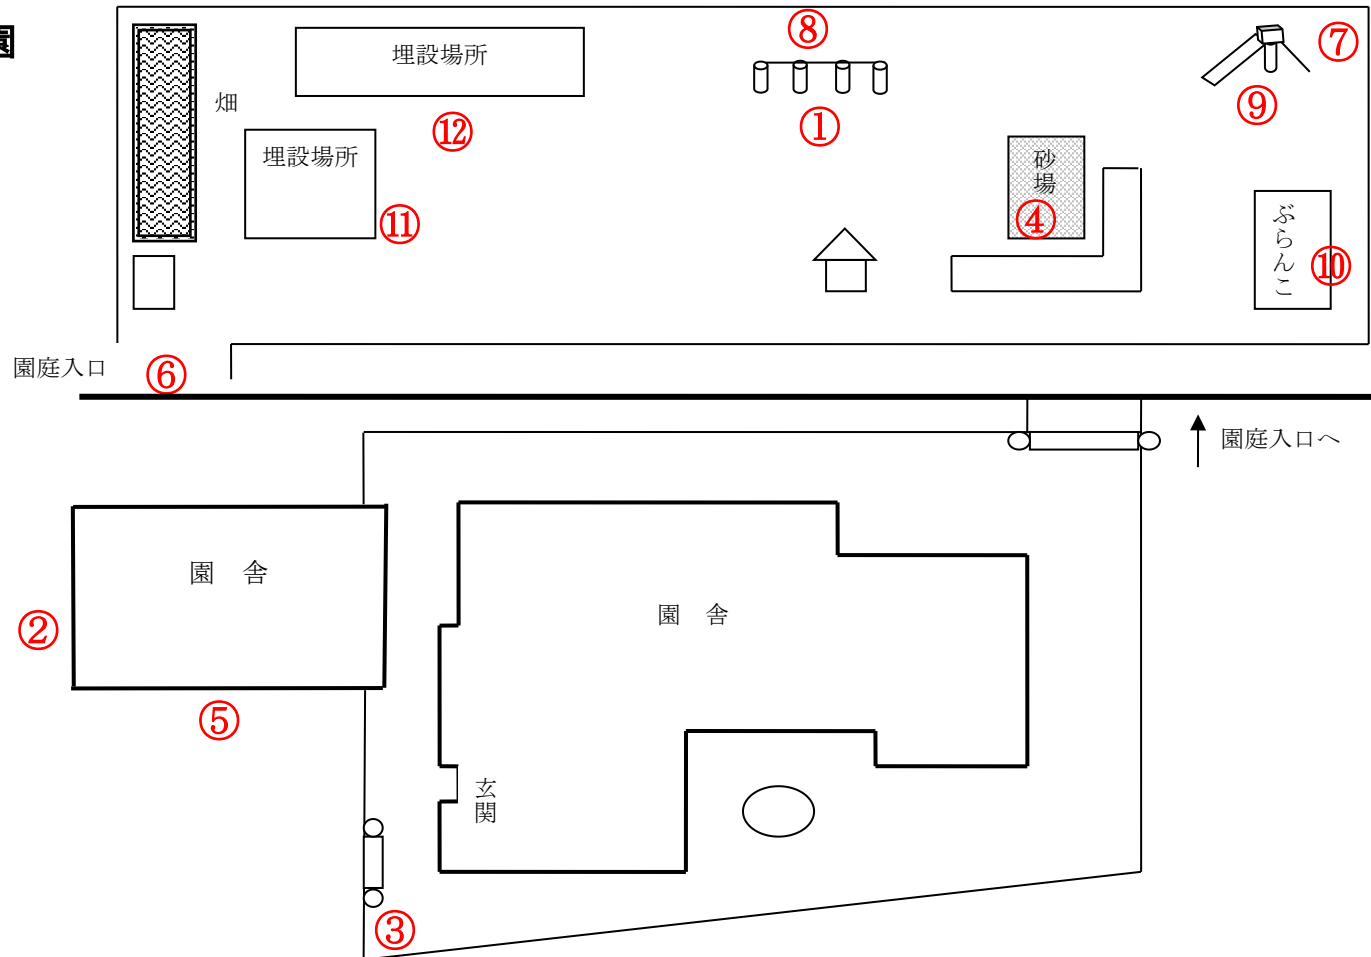 園
⑧
⑦
埋設場所
畑
⑨
⑫
①
埋設場所
砂場
④
⑪
ぶらんこ
⑩
園庭入口
⑥
園庭入口へ
園 舎
園 舎
②
⑤
玄関
③